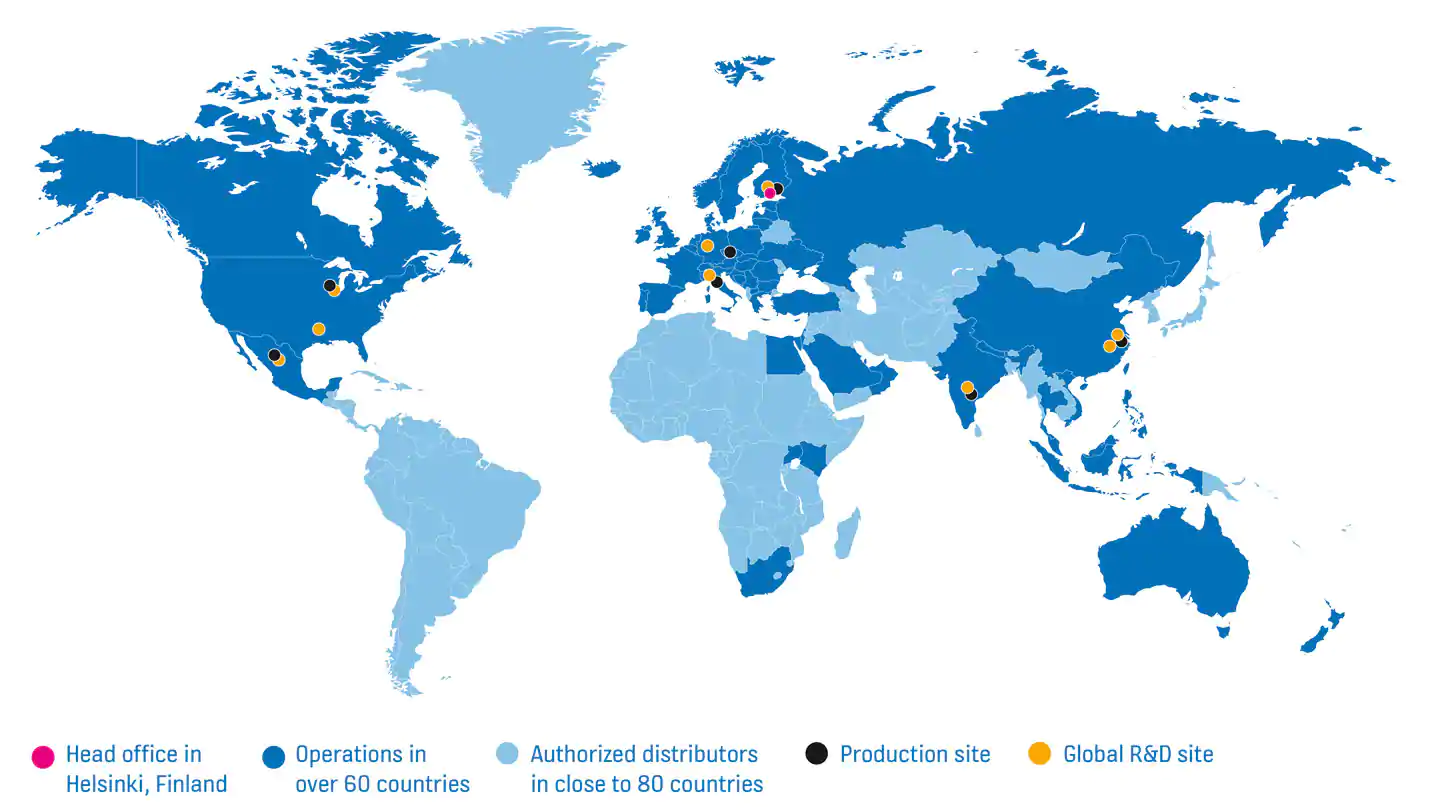 Head office in
Helsinki, Finland
Operations in
over 60 countries
Authorized distributors
in close to 80 countries
Production site
Global R&D site